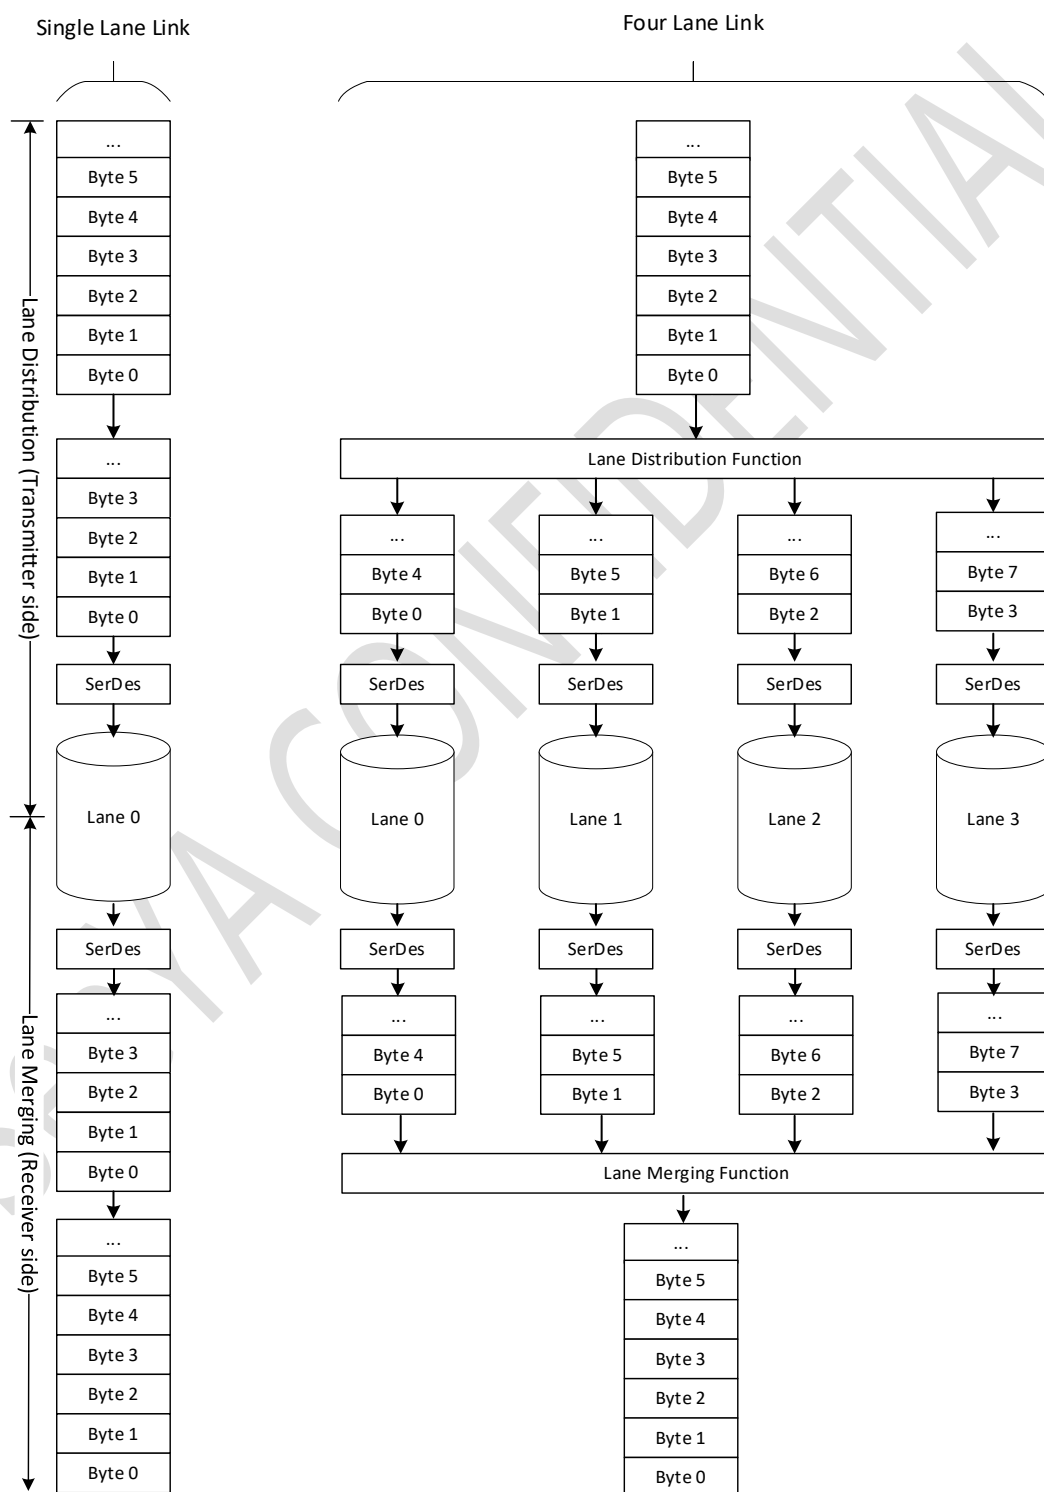 Single Lane Link
Four Lane Link
Lane Distribution (Transmitter side)
Lane Merging (Receiver side)
...
Byte 5
Byte 4
Byte 3
Byte 2
Byte 1
Byte 0
...
Byte 3
Byte 2
Byte 1
Byte 0
SerDes
Lane 0
SerDes
...
Byte 3
Byte 2
Byte 1
Byte 0
...
Byte 5
Byte 4
Byte 3
Byte 2
Byte 1
Byte 0
...
Byte 5
Byte 4
Byte 3
Byte 2
Byte 1
Byte 0
Lane Distribution Function
...
Byte 4
Byte 0
SerDes
Lane 0
SerDes
...
Byte 4
Byte 0
...
Byte 5
Byte 1
SerDes
Lane 1
SerDes
...
Byte 5
Byte 1
...
Byte 6
Byte 2
SerDes
Lane 2
SerDes
...
Byte 6
Byte 2
...
Byte 7
Byte 3
SerDes
Lane 3
SerDes
...
Byte 7
Byte 3
Lane Merging Function
...
Byte 5
Byte 4
Byte 3
Byte 2
Byte 1
Byte 0
CONFIDENTIAL